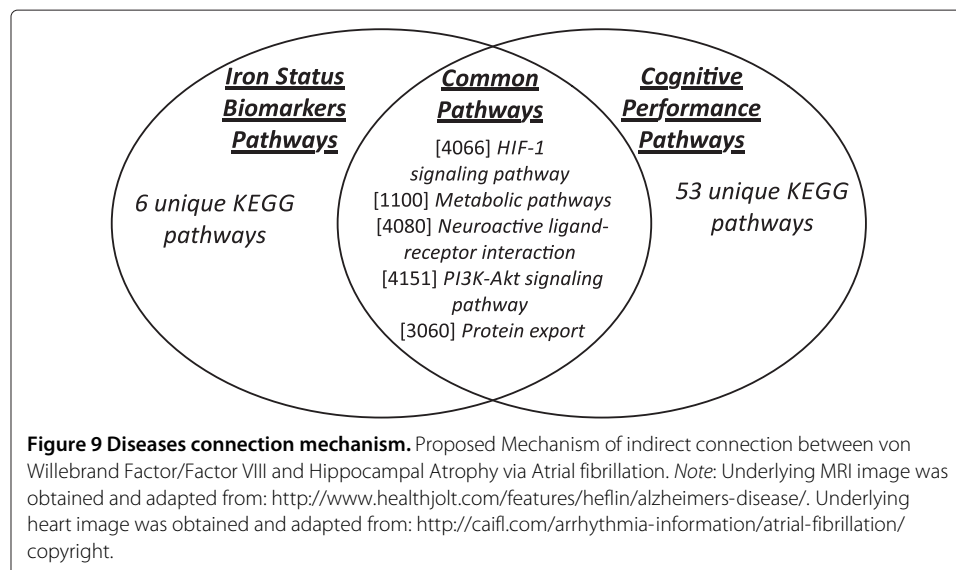 Iron Status
Biomarkers
Pathways
6 unique KEGG
pathways
Common
Pathways
[4066] HIF-1
signaling pathway
[1100] Metabolic pathways
[4080] Neuroactive ligand-
receptor interaction
[4151] PI3K-Akt signaling
pathway
[3060] Protein export
Cognitive
Performance
Pathways
53 unique KEGG
pathways
Figure 9 Diseases connection mechanism. Proposed Mechanism of indirect connection between von
Willebrand Factor/Factor VIII and Hippocampal Atrophy via Atrial fibrillation. Note: Underlying MRI image was
obtained and adapted from: http://www.healthjolt.com/features/heflin/alzheimers-disease/. Underlying
heart image was obtained and adapted from: http://caifl.com/arrhythmia-information/atrial-fibrillation/
copyright.